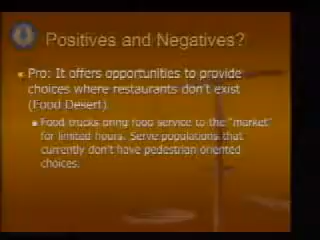 Positives and Negatives?
Pro: It offers opportunities to provide
choices where restaurants don't exist
(Food Desert)
Food trucks bring food service to the "market"
for limited hours. Serve populations that
currently don't have pedestrian oriented
choices.